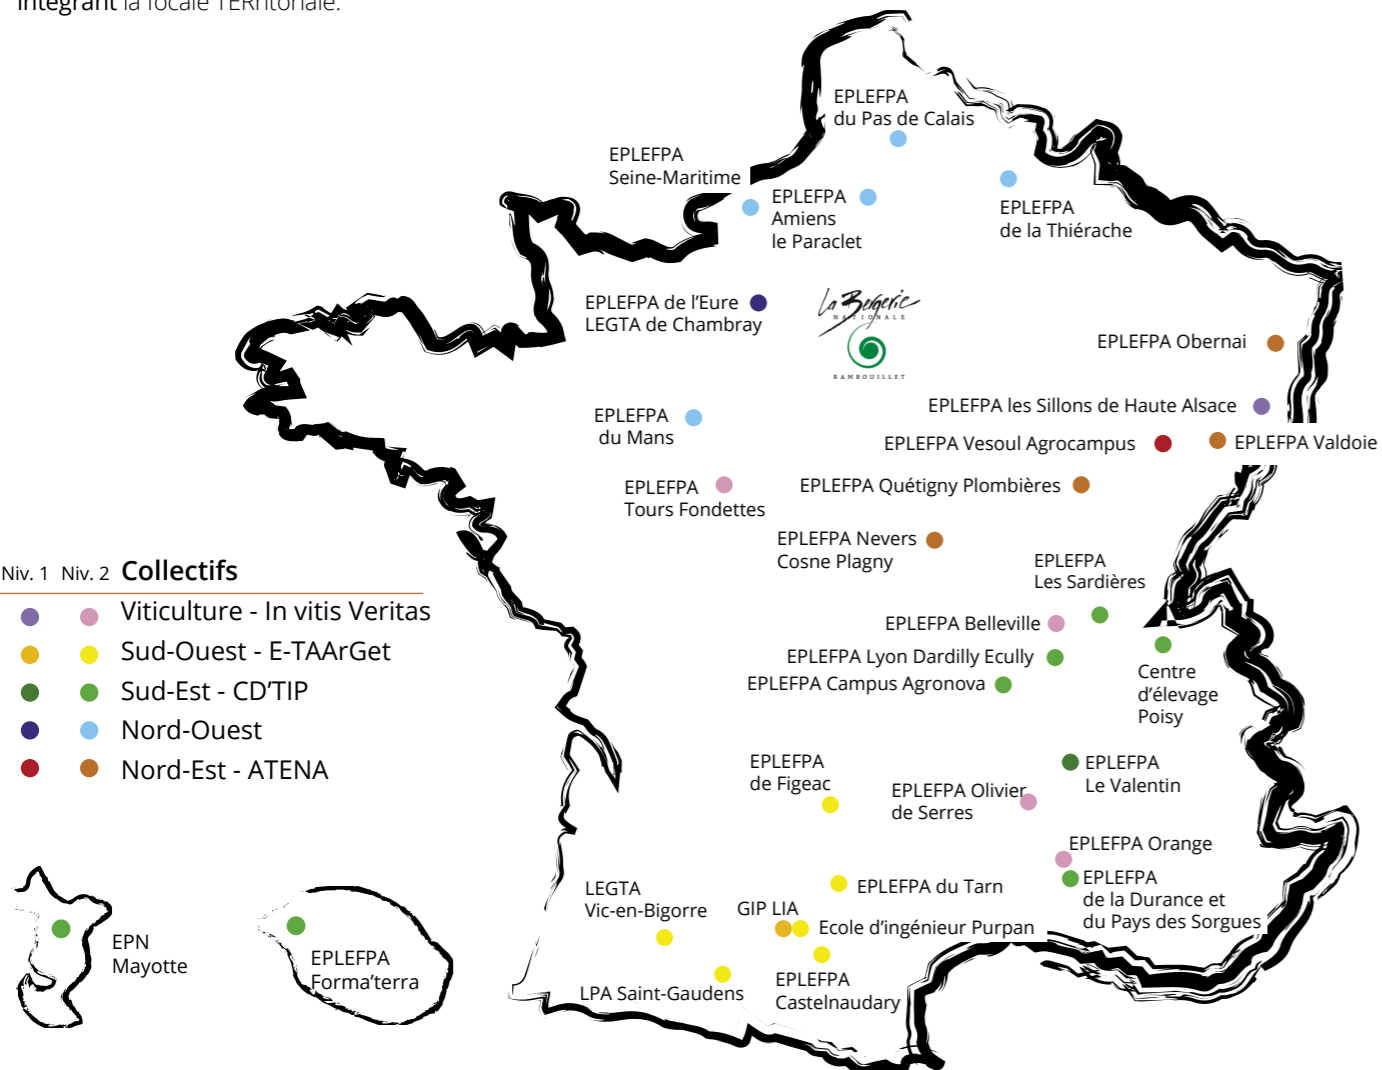 intégrant la focale TERritoriale.
EPLEFPA
du Pas de Calais
EPLEFPA
Seine-Maritime
EPLEFPA
Amiens
le Paraclet
EPLEFPA
de la Thiérache
EPLEFPA de l'Eure
LEGTA de Chambray
La Bergerie
NATIONALE
RAMBOUILLET
EPLEFPA Obernai
EPLEFPA les Sillons de Haute Alsace
EPLEFPA
du Mans
EPLEFPA Vesoul Agrocampus
EPLEFPA Valdoie
EPLEFPA
Tours Fondettes
EPLEFPA Quétigny Plombières
EPLEFPA Nevers
Cosne Plagny
EPLEFPA
Les Sardières
Niv. 1 Niv. 2 Collectifs
Viticulture - In vitis Veritas
Sud-Ouest - E-TAArGet
Sud-Est - CD'TIP
Nord-Ouest
Nord-Est - ATENA
EPLEFPA Belleville
EPLEFPA Lyon Dardilly Ecully
EPLEFPA Campus Agronova
Centre
d'élevage
Poisy
EPLEFPA
de Figeac
EPLEFPA Olivier
de Serres
EPLEFPA
Le Valentin
EPLEFPA Orange
EPLEFPA
de la Durance et
du Pays des Sorgues
EPLEFPA du Tarn
LEGTA
Vic-en-Bigorre
GIP LIA
Ecole d'ingénieur Purpan
LPA Saint-Gaudens
EPLEFPA
Castelnaudary
EPN
Mayotte
EPLEFPA
Forma'terra